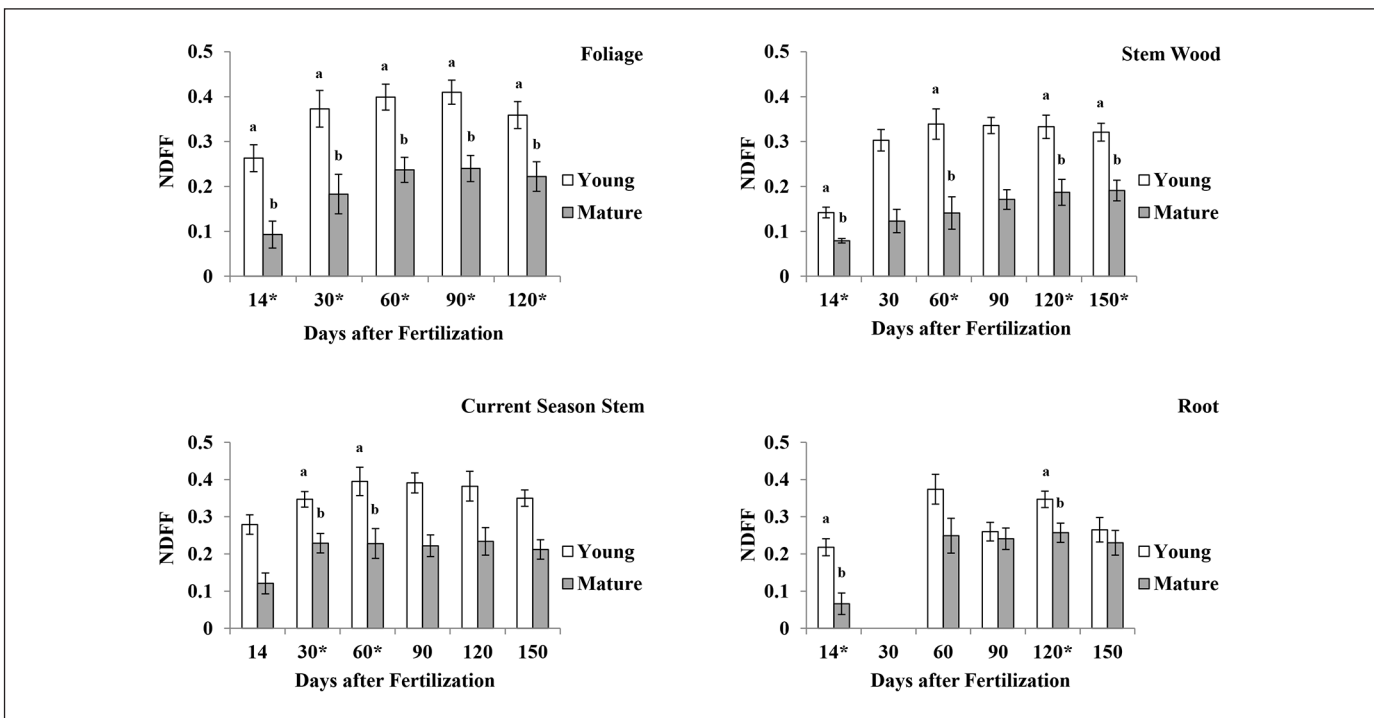 Foliage
NDFF
0.5
0.4
0.3
0.2
0.1
0
a
a
a
a
a
b
b
b
b
b
Young
Mature
14* 30* 60* 90* 120*
Days after Fertilization
Stem Wood
NDFF
0.5
0.4
0.3
0.2
0.1
0
a
a
a
a
b
b
b
b
Young
Mature
14* 30 60* 90 120* 150*
Days after Fertilization
Current Season Stem
NDFF
0.5
0.4
0.3
0.2
0.1
0
a
a
b
b
Young
Mature
14 30* 60* 90 120 150
Days after Fertilization
Root
NDFF
0.5
0.4
0.3
0.2
0.1
0
a
a
b
b
Young
Mature
14* 30 60 90 120* 150
Days after Fertilization